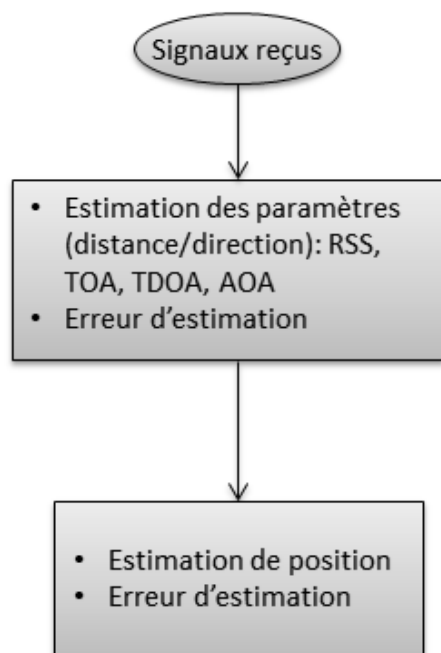 Signaux reçus
• Estimation des paramètres
(distance/direction): RSS,
TOA, TDOA, AOA
• Erreur d’estimation
• Estimation de position
• Erreur d’estimation